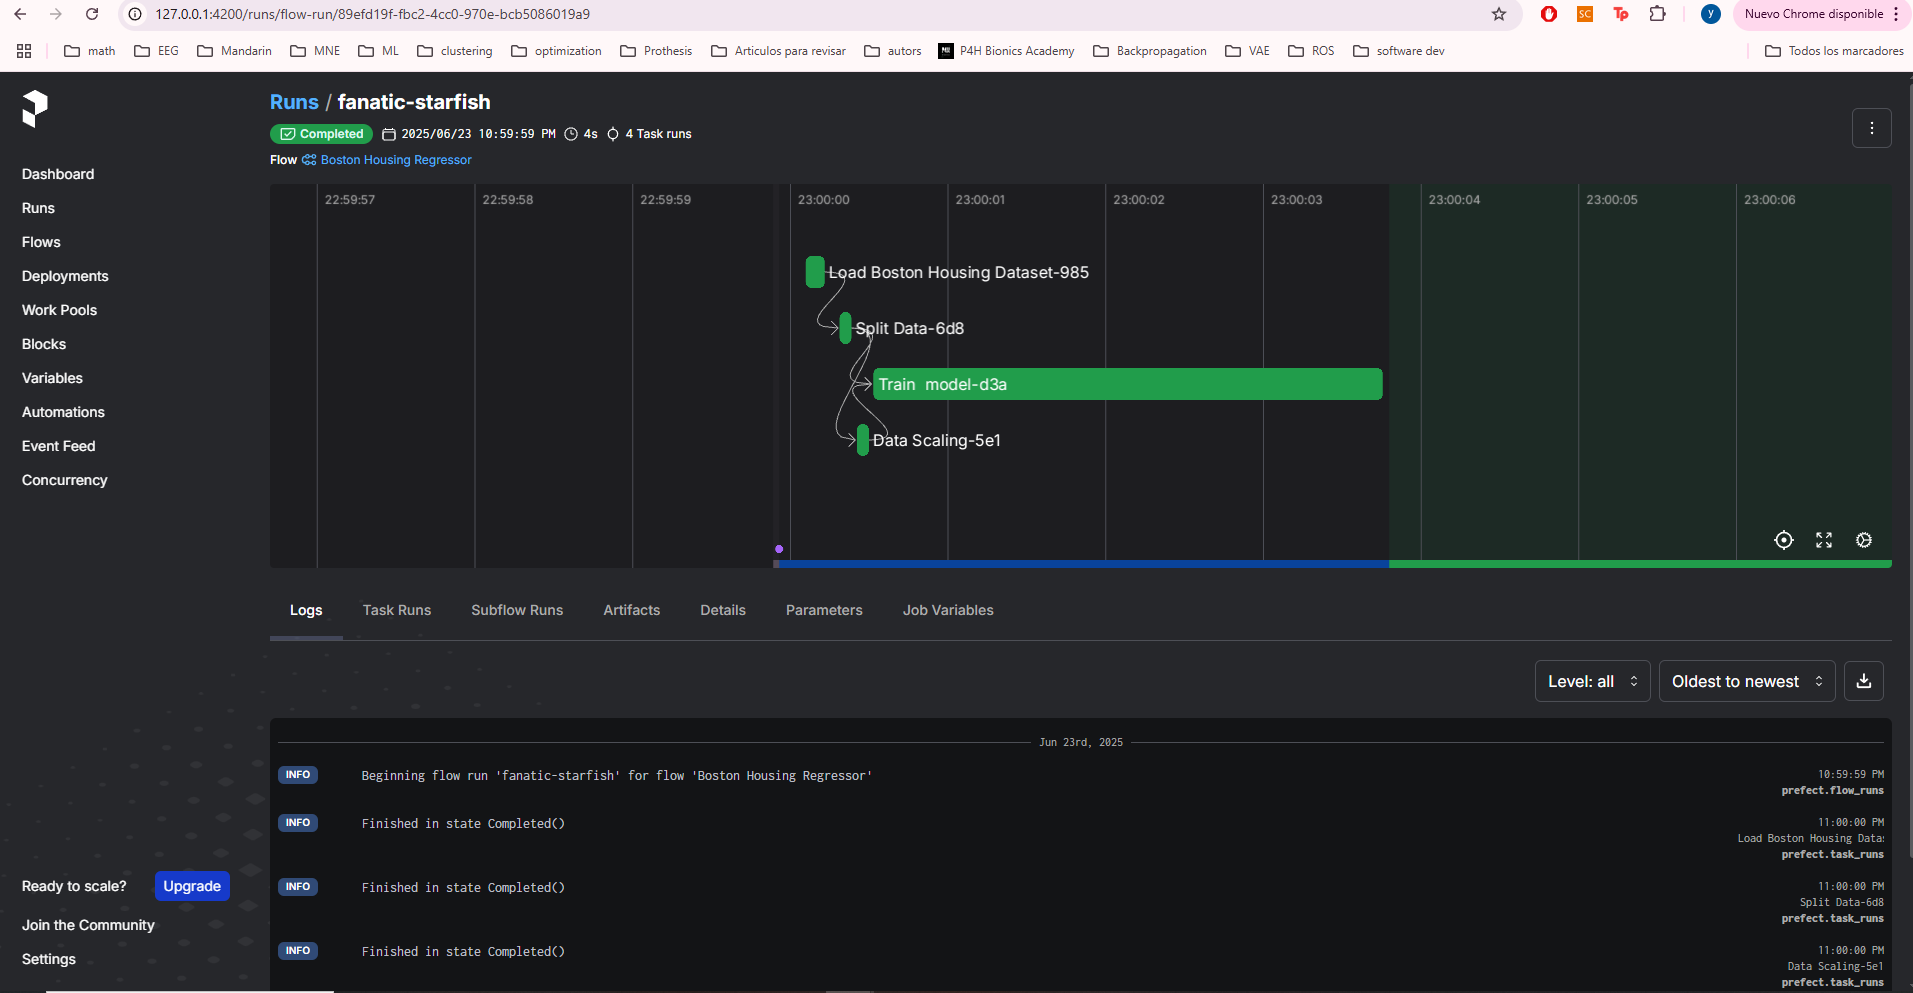 127.0.0.1:4200/runs/flow-run/89efd19f-fbc2-4cc0-970e-bcb5086019a9
SC
Tp
y
Nuevo Chrome disponible
math
EEG
Mandarin
MNE
ML
clustering
optimization
Prothesis
Articulos para revisar
autors
P4H Bionics Academy
Backpropagation
VAE
ROS
software dev
Todos los marcadores
Runs / fanatic-starfish
Completed 2025/06/23 10:59:59 PM 4s 4 Task runs
Flow Boston Housing Regressor
Dashboard
Runs
Flows
Deployments
Work Pools
Blocks
Variables
Automations
Event Feed
Concurrency
Ready to scale? Upgrade
Join the Community
Settings
22:59:57
22:59:58
22:59:59
23:00:00
23:00:01
23:00:02
23:00:03
23:00:04
23:00:05
23:00:06
Load Boston Housing Dataset-985
Split Data-6d8
Train model-d3a
Data Scaling-5e1
Logs
Task Runs
Subflow Runs
Artifacts
Details
Parameters
Job Variables
Level: all
Oldest to newest
Jun 23rd, 2025
INFO Beginning flow run 'fanatic-starfish' for flow 'Boston Housing Regressor' 10:59:59 PM
prefect.flow_runs
INFO Finished in state Completed() 11:00:00 PM
Load Boston Housing Datas
prefect.task_runs
INFO Finished in state Completed() 11:00:00 PM
Split Data-6d8
prefect.task_runs
INFO Finished in state Completed() 11:00:00 PM
Data Scaling-5e1
prefect.task_runs